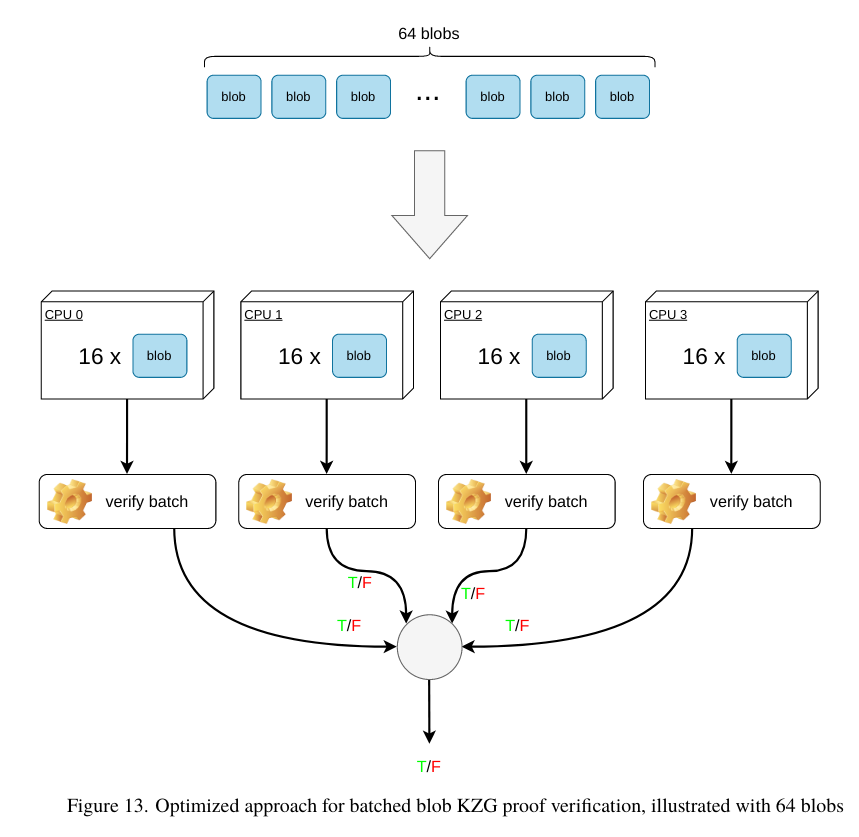 64 blobs
blob blob blob ... blob blob blob
CPU 0 CPU 1 CPU 2 CPU 3
16 x blob 16 x blob 16 x blob 16 x blob
verify batch verify batch verify batch verify batch
T/F
T/F
T/F T/F
T/F
Figure 13. Optimized approach for batched blob KZG proof verification, illustrated with 64 blobs